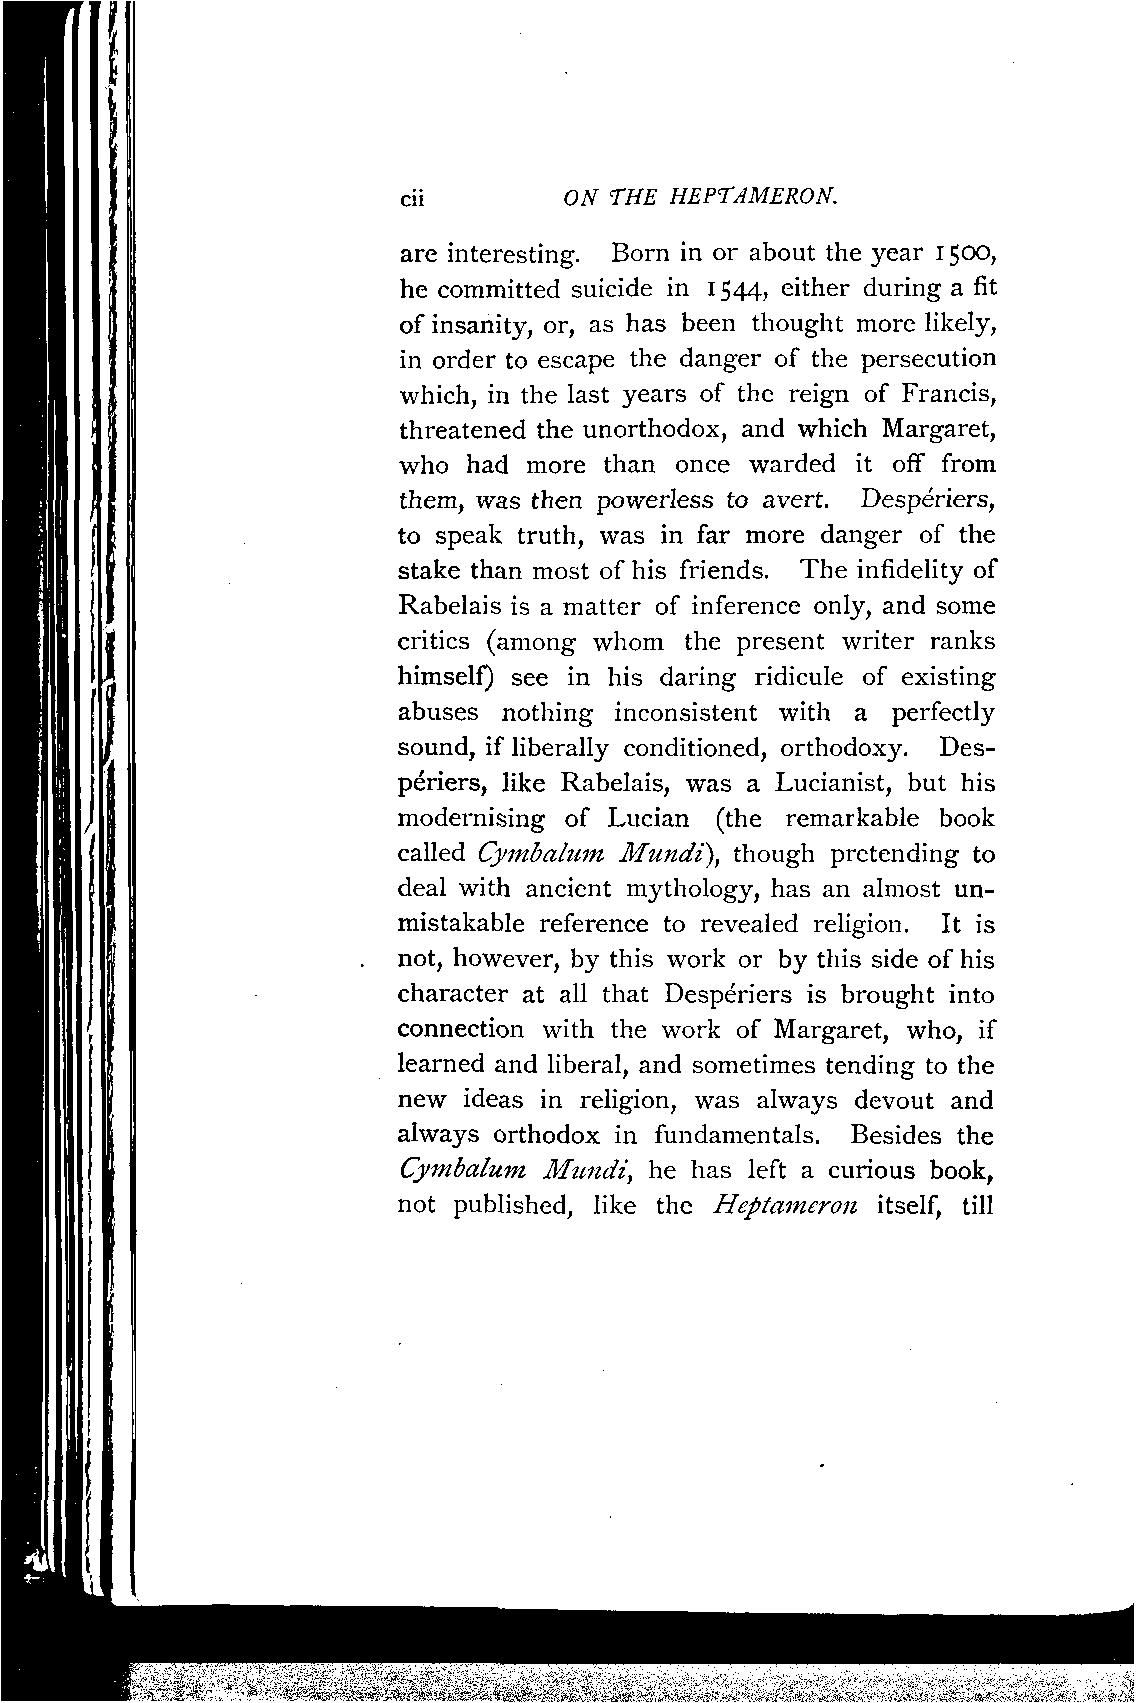 cii ON THE HEPTAMERON.
are interesting. Born in or about the year 1500,
he committed suicide in 1544, either during a fit
of insanity, or, as has been thought more likely,
in order to escape the danger of the persecution
which, in the last years of the reign of Francis,
threatened the unorthodox, and which Margaret,
who had more than once warded it off from
them, was then powerless to avert. Despériers,
to speak truth, was in far more danger of the
stake than most of his friends. The infidelity of
Rabelais is a matter of inference only, and some
critics (among whom the present writer ranks
himself) see in his daring ridicule of existing
abuses nothing inconsistent with a perfectly
sound, if liberally conditioned, orthodoxy. Des-
périers, like Rabelais, was a Lucianist, but his
modernising of Lucian (the remarkable book
called Cymbalum Mundi), though pretending to
deal with ancient mythology, has an almost un-
mistakable reference to revealed religion. It is
not, however, by this work or by this side of his
character at all that Despériers is brought into
connection with the work of Margaret, who, if
learned and liberal, and sometimes tending to the
new ideas in religion, was always devout and
always orthodox in fundamentals. Besides the
Cymbalum Mundi, he has left a curious book,
not published, like the Heptameron itself, till